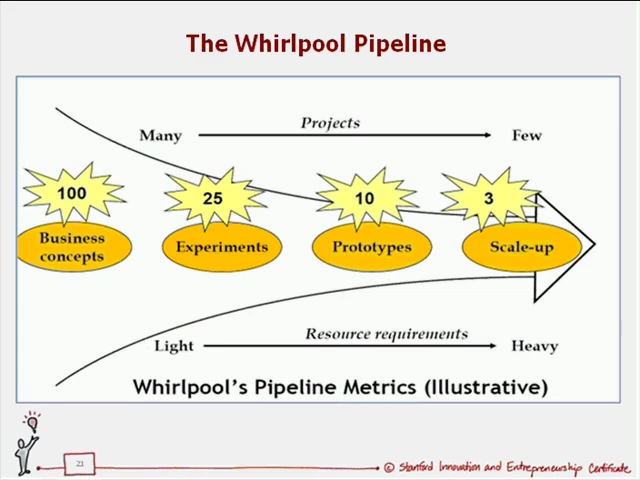 The Whirlpool Pipeline
Projects
Many
Few
100
25
10
3
Business
concepts
Experiments
Prototypes
Scale-up
Resource requirements
Light
Heavy
Whirlpool's Pipeline Metrics (Illustrative)
21
© Stanford Innovation and Entrepreneurship Certificate